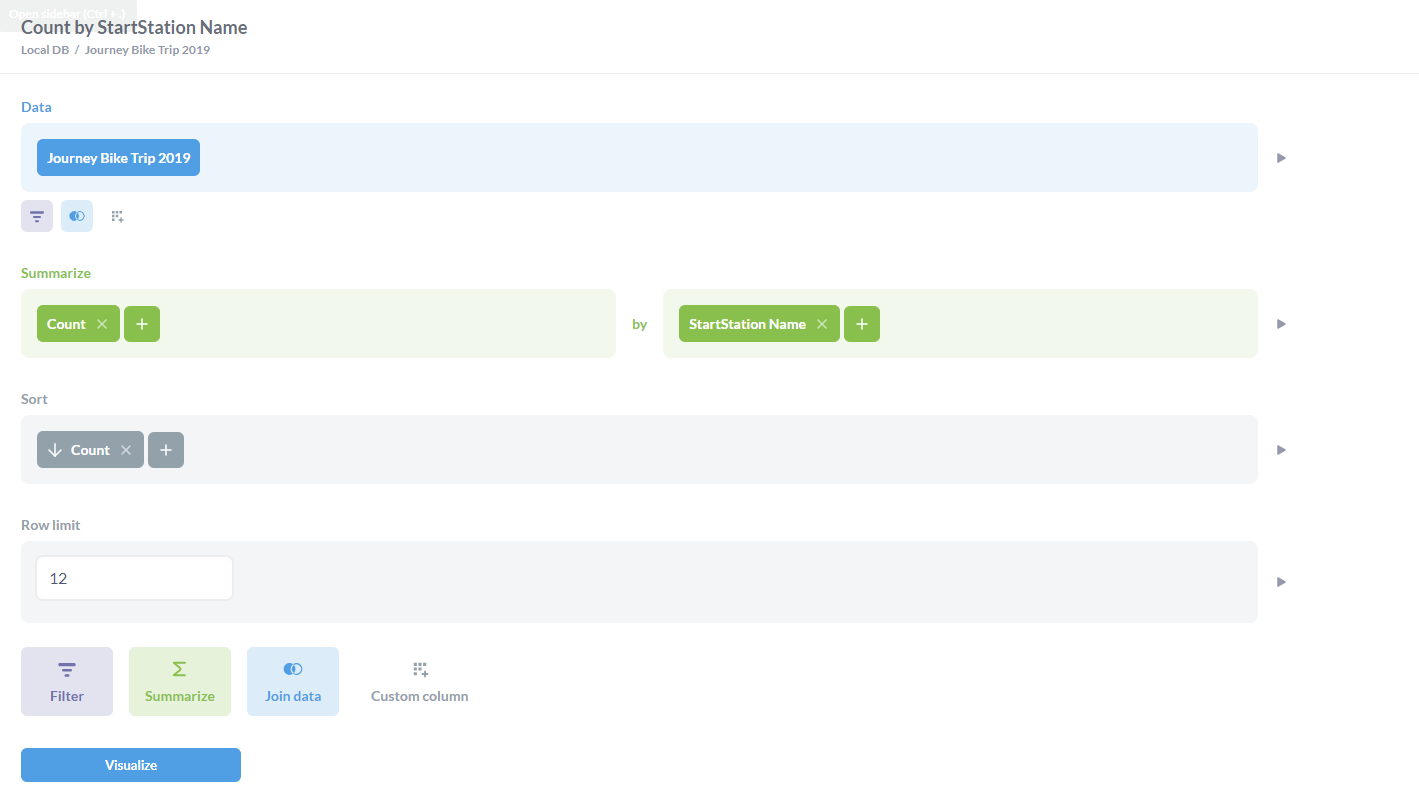 Open sidebar (Ctrl+ .)
Count by StartStation Name
Local DB / Journey Bike Trip 2019
Data
Journey Bike Trip 2019
Summarize
Count
by
StartStation Name
Sort
Count
Row limit
12
Filter
Summarize
Join data
Custom column
Visualize